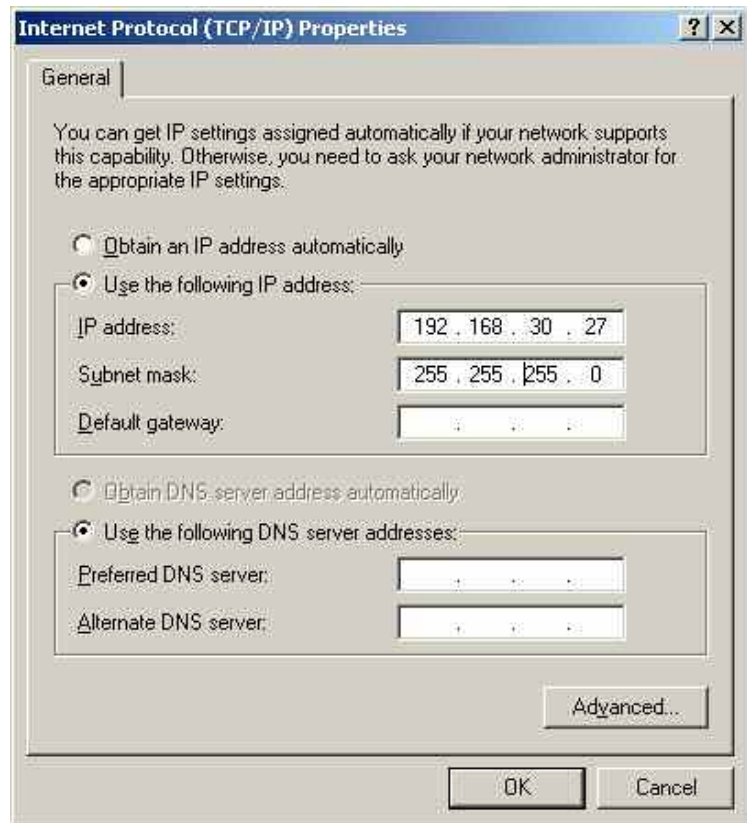 Internet Protocol (TCP/IP) Properties
General
You can get IP settings assigned automatically if your network supports
this capability. Otherwise, you need to ask your network administrator for
the appropriate IP settings.
Obtain an IP address automatically
Use the following IP address:
IP address: 192 . 168 . 30 . 27
Subnet mask: 255 . 255 . 255 . 0
Default gateway: . . .
Obtain DNS server address automatically
Use the following DNS server addresses:
Preferred DNS server: . . .
Alternate DNS server: . . .
Advanced...
OK Cancel